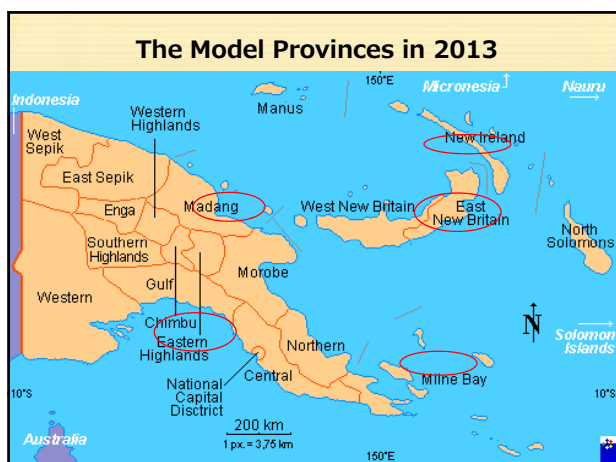 The Model Provinces in 2013
150°E
Micronesia
Nauru
Indonesia
Manus
Western
Highlands
West
Sepik
New Ireland
East Sepik
Enga
Madang
West New Britain
East
New Britain
Southern
Highlands
North
Solomons
Morobe
Western
Gulf
Chimbu
Eastern
Highlands
Northern
N
Solomon
Islands
National
Capital
Disctrict
Central
Milne Bay
10°S
10°S
200 km
1 px. = 3,75 km
Australia
150°E